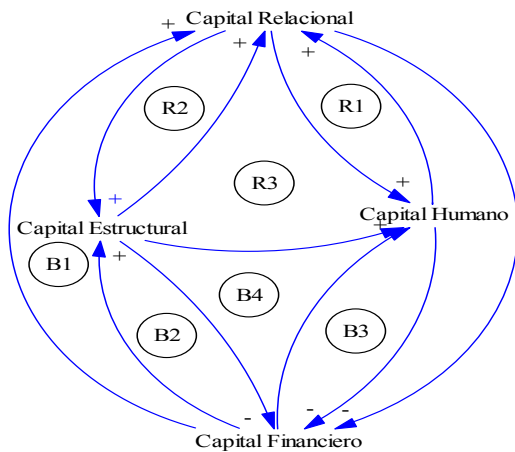 Capital Relacional
+
+
+
R2
R1
+
+
R3
Capital Estructural
Capital Humano
+
+
B1
B4
B2
B3
-
-
-
Capital Financiero